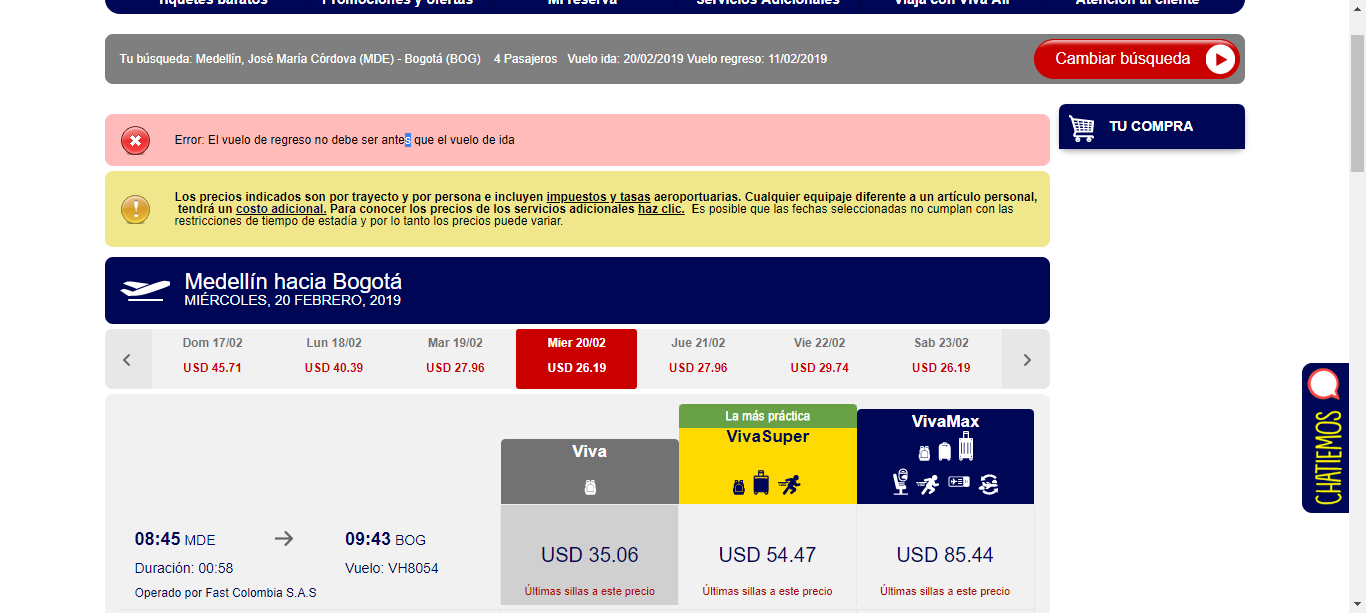 Tiquetes baratos Promociones y ofertas Mi reserva Servicios Adicionales Viaja con Viva Air Atención al cliente
Tu búsqueda: Medellín, José María Córdova (MDE) - Bogotá (BOG) 4 Pasajeros Vuelo ida: 20/02/2019 Vuelo regreso: 11/02/2019
Cambiar búsqueda
Error: El vuelo de regreso no debe ser antes que el vuelo de ida
TU COMPRA
Los precios indicados son por trayecto y por persona e incluyen impuestos y tasas aeroportuarias. Cualquier equipaje diferente a un artículo personal,
tendrá un costo adicional. Para conocer los precios de los servicios adicionales haz clic. Es posible que las fechas seleccionadas no cumplan con las
restricciones de tiempo de estadía y por lo tanto los precios puede variar.
Medellín hacia Bogotá
MIÉRCOLES, 20 FEBRERO, 2019
Dom 17/02 Lun 18/02 Mar 19/02 Mier 20/02 Jue 21/02 Vie 22/02 Sab 23/02
USD 45.71 USD 40.39 USD 27.96 USD 26.19 USD 27.96 USD 29.74 USD 26.19
La más práctica
Viva VivaSuper VivaMax
CHATIEMOS
08:45 MDE 09:43 BOG
Duración: 00:58 Vuelo: VH8054
Operado por Fast Colombia S.A.S
USD 35.06 USD 54.47 USD 85.44
Últimas sillas a este precio Últimas sillas a este precio Últimas sillas a este precio